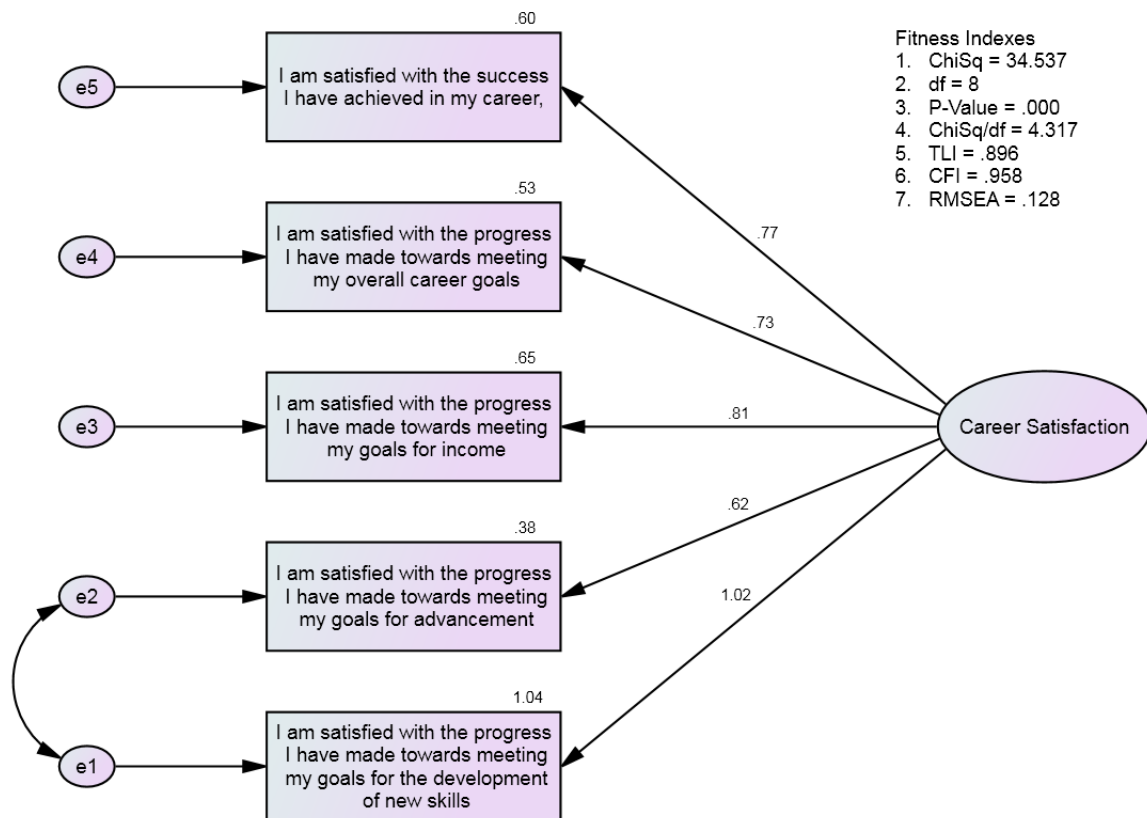 .60
Fitness Indexes
1. ChiSq = 34.537
2. df = 8
3. P-Value = .000
4. ChiSq/df = 4.317
5. TLI = .896
6. CFI = .958
7. RMSEA = .128
e5
I am satisfied with the success
I have achieved in my career,
.77
.53
e4
I am satisfied with the progress
I have made towards meeting
my overall career goals
.73
.65
e3
I am satisfied with the progress
I have made towards meeting
my goals for income
.81
Career Satisfaction
.38
e2
I am satisfied with the progress
I have made towards meeting
my goals for advancement
.62
1.04
e1
I am satisfied with the progress
I have made towards meeting
my goals for the development
of new skills
1.02